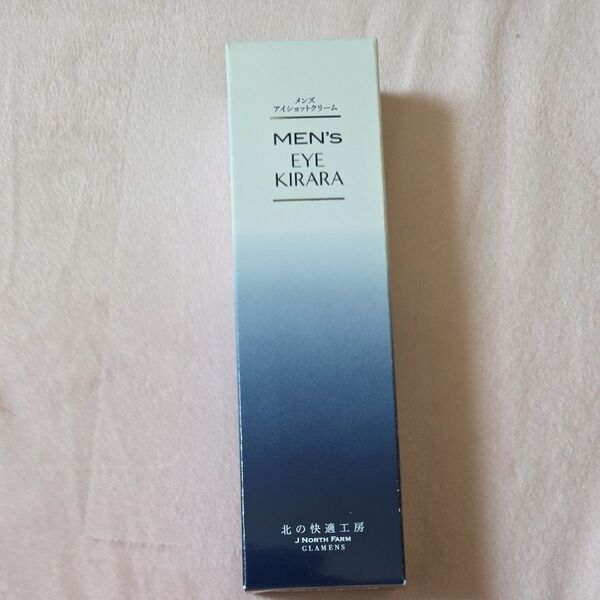 メンズ
アイショットクリーム
MEN'S
EYE
KIRARA
北の快適工房
J NORTH FARM
GLAMENS